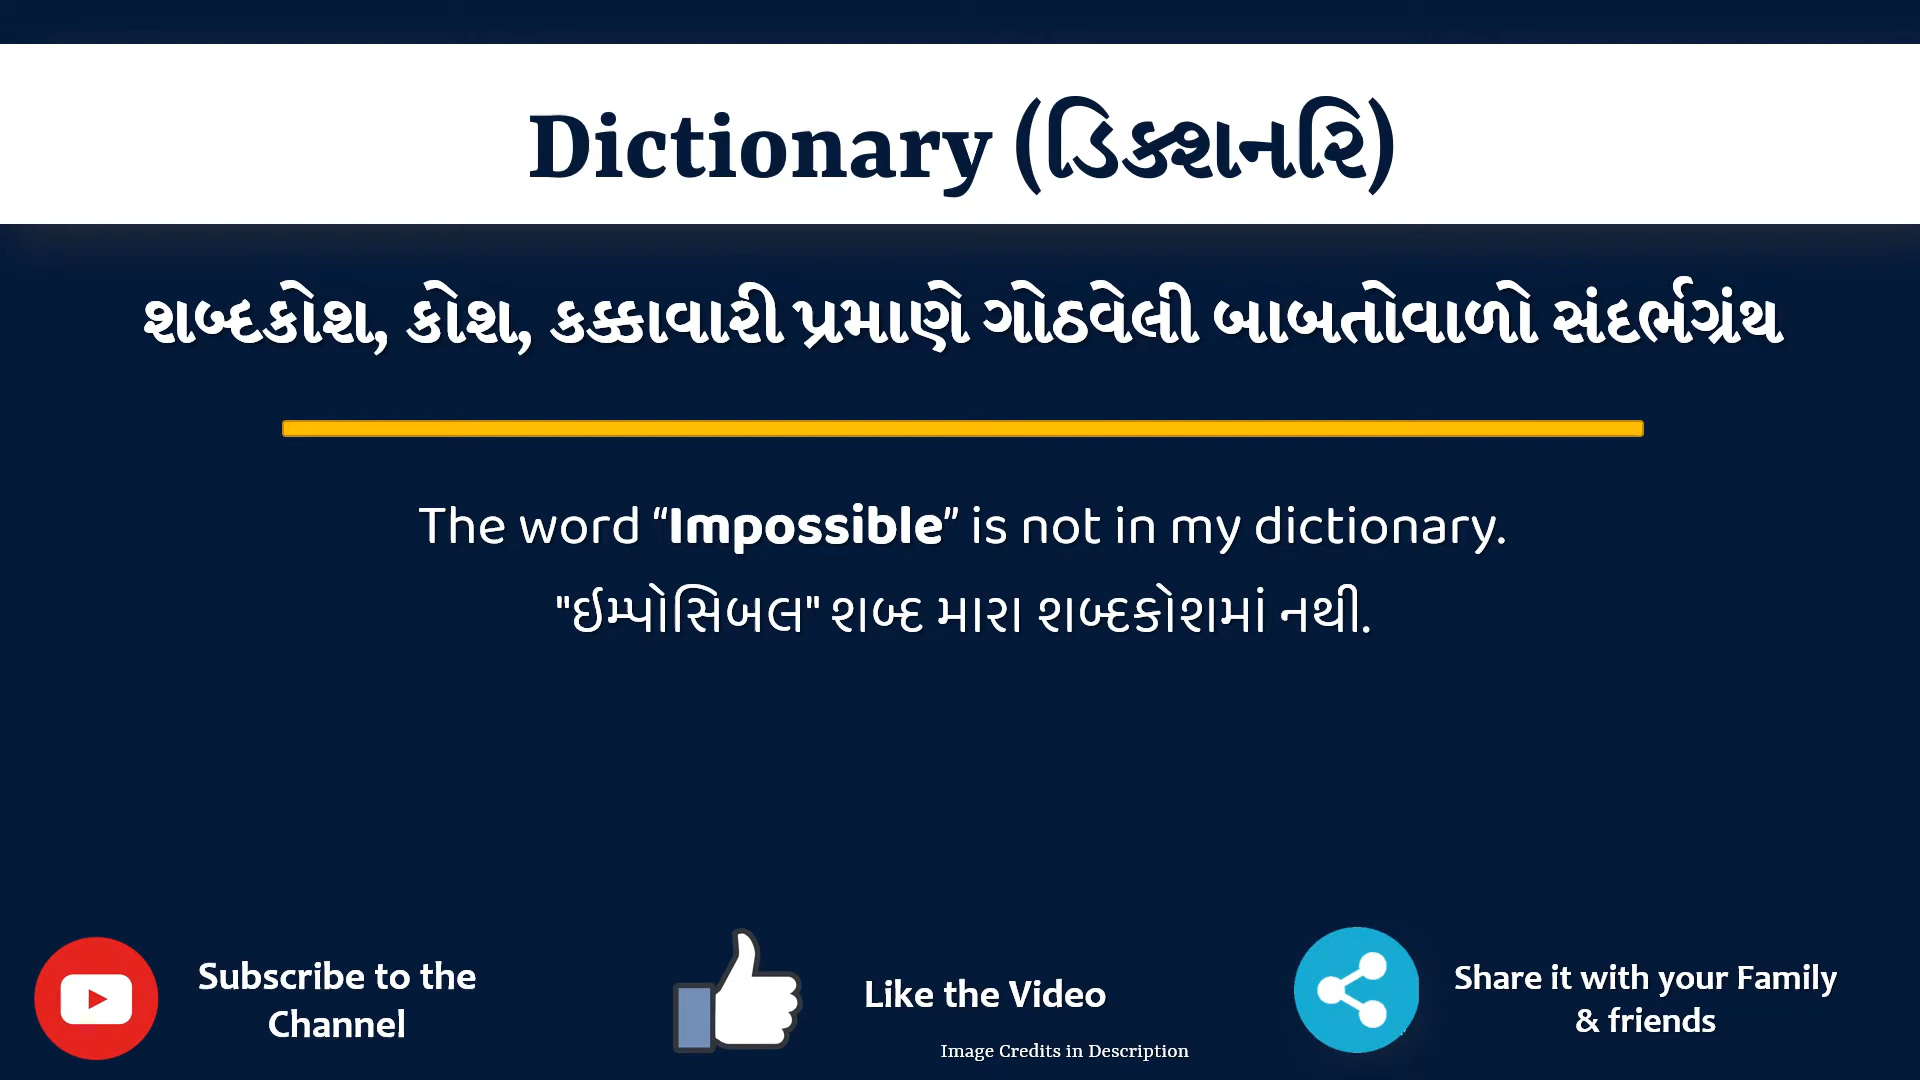 Dictionary (ડિક્શનરિ)
શબ્દકોશ, કોશ, કક્કાવારી પ્રમાણે ગોઠવેલી બાબતોવાળો સંદર્ભગ્રંથ
The word “Impossible” is not in my dictionary.
"ઈમ્પોસિબલ" શબ્દ મારા શબ્દકોશમાં નથી.
Subscribe to the
Channel
Like the Video
Share it with your Family
& friends
Image Credits in Description